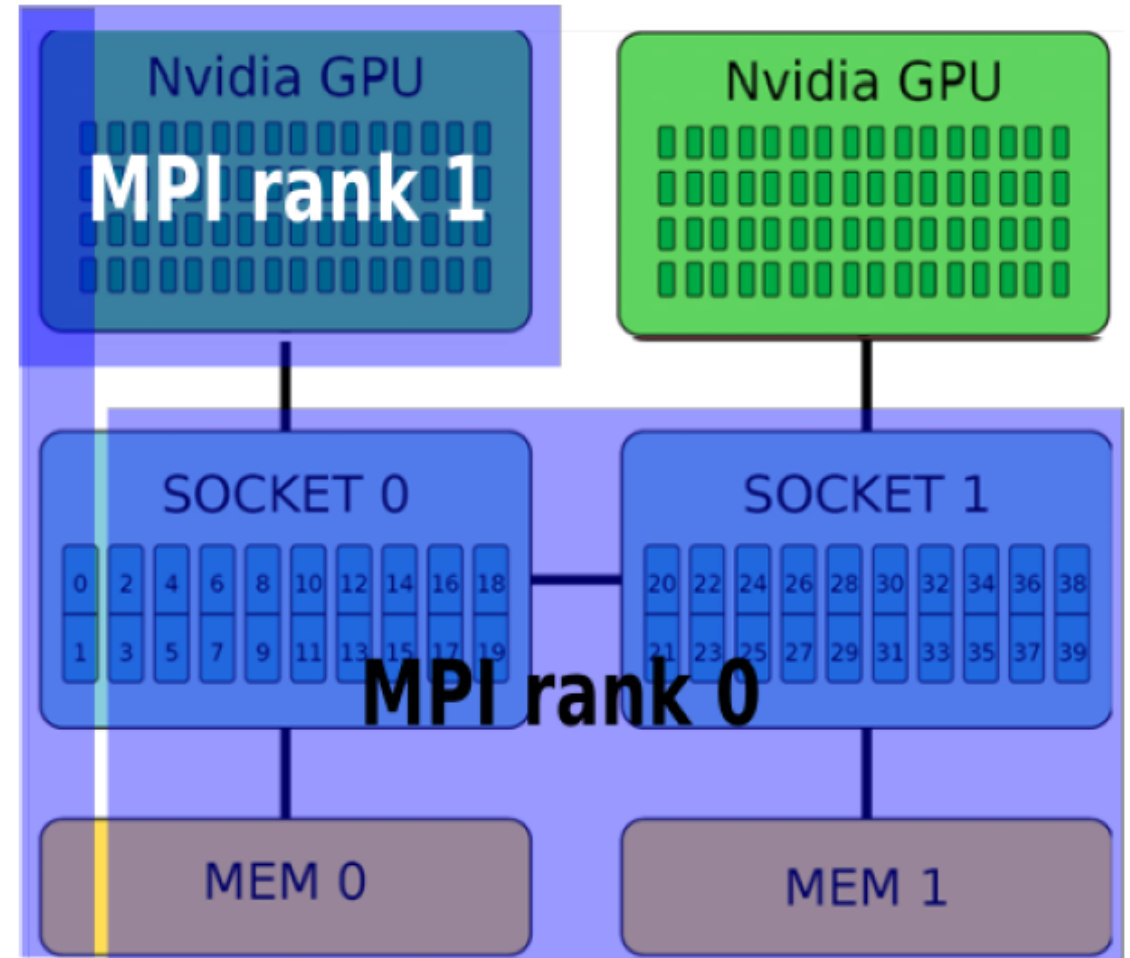 Nvidia GPU
MPI rank 1
Nvidia GPU
SOCKET 0
0 2 4 6 8 10 12 14 16 18
1 3 5 7 9 11 13 15 17 19
SOCKET 1
20 22 24 26 28 30 32 34 36 38
21 23 25 27 29 31 33 35 37 39
MPI rank 0
MEM 0
MEM 1